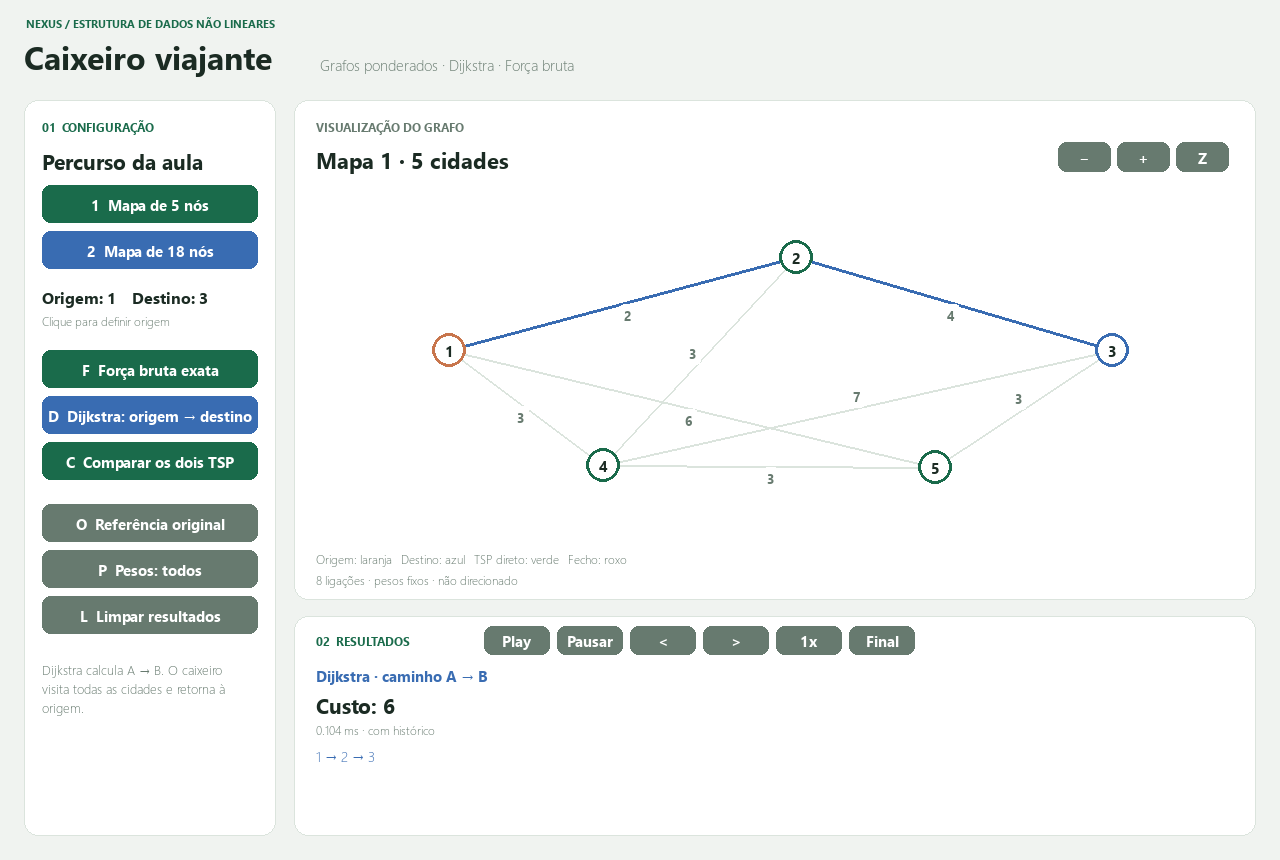 NEXUS / ESTRUTURA DE DADOS NÃO LINEARES
Caixeiro viajante
Grafos ponderados · Dijkstra · Força bruta
01 CONFIGURAÇÃO
Percurso da aula
1 Mapa de 5 nós
2 Mapa de 18 nós
Origem: 1 Destino: 3
Clique para definir origem
F Força bruta exata
D Dijkstra: origem → destino
C Comparar os dois TSP
O Referência original
P Pesos: todos
L Limpar resultados
Dijkstra calcula A → B. O caixeiro
visita todas as cidades e retorna à
origem.
VISUALIZAÇÃO DO GRAFO
Mapa 1 · 5 cidades
− + Z
2
2
4
1
3
3
7
3
3
6
4
5
3
Origem: laranja Destino: azul TSP direto: verde Fecho: roxo
8 ligações · pesos fixos · não direcionado
02 RESULTADOS
Play Pausar < > 1x Final
Dijkstra · caminho A → B
Custo: 6
0.104 ms · com histórico
1 → 2 → 3